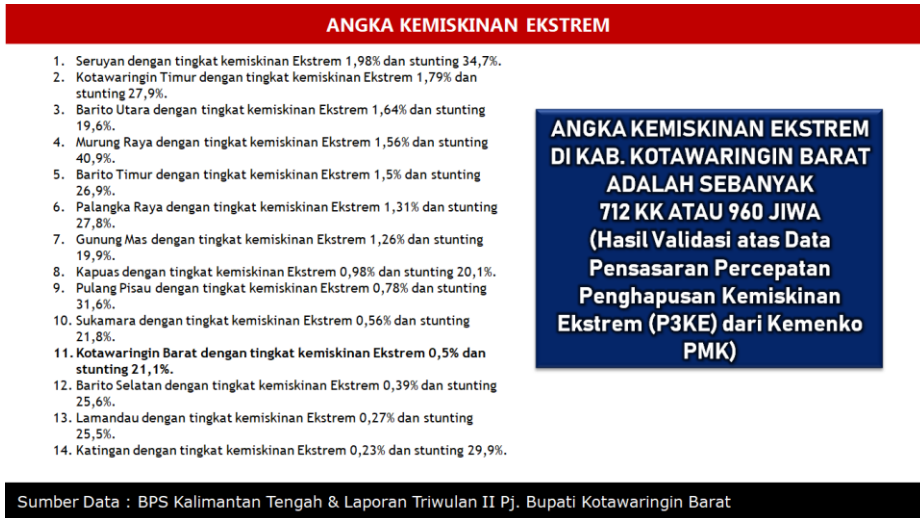 ANGKA KEMISKINAN EKSTREM
1. Seruyan dengan tingkat kemiskinan Ekstrem 1,98% dan stunting 34,7%.
2. Kotawaringin Timur dengan tingkat kemiskinan Ekstrem 1,79% dan
stunting 27,9%.
3. Barito Utara dengan tingkat kemiskinan Ekstrem 1,64% dan stunting
19,6%.
4. Murung Raya dengan tingkat kemiskinan Ekstrem 1,56% dan stunting
40,9%.
5. Barito Timur dengan tingkat kemiskinan Ekstrem 1,5% dan stunting
26,9%.
6. Palangka Raya dengan tingkat kemiskinan Ekstrem 1,31% dan stunting
27,8%.
7. Gunung Mas dengan tingkat kemiskinan Ekstrem 1,26% dan stunting
19,9%.
8. Kapuas dengan tingkat kemiskinan Ekstrem 0,98% dan stunting 20,1%.
9. Pulang Pisau dengan tingkat kemiskinan Ekstrem 0,78% dan stunting
31,6%.
10. Sukamara dengan tingkat kemiskinan Ekstrem 0,56% dan stunting
21,8%.
11. Kotawaringin Barat dengan tingkat kemiskinan Ekstrem 0,5% dan
stunting 21,1%.
12. Barito Selatan dengan tingkat kemiskinan Ekstrem 0,39% dan stunting
25,6%.
13. Lamandau dengan tingkat kemiskinan Ekstrem 0,27% dan stunting
25,5%.
14. Katingan dengan tingkat kemiskinan Ekstrem 0,23% dan stunting 29,9%.
ANGKA KEMISKINAN EKSTREM
DI KAB. KOTAWARINGIN BARAT
ADALAH SEBANYAK
712 KK ATAU 960 JIWA
(Hasil Validasi atas Data
Pensasaran Percepatan
Penghapusan Kemiskinan
Ekstrem (P3KE) dari Kemenko
PMK)
Sumber Data : BPS Kalimantan Tengah & Laporan Triwulan II Pj. Bupati Kotawaringin Barat